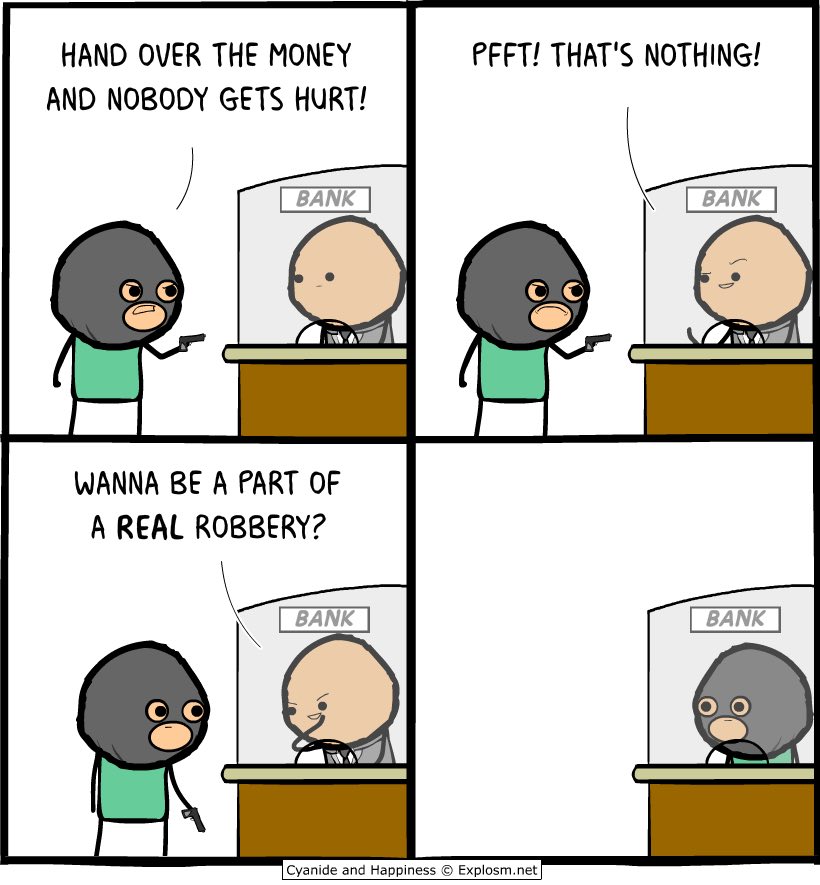 HAND OVER THE MONEY
AND NOBODY GETS HURT!
BANK
PFFT! THAT'S NOTHING!
BANK
WANNA BE A PART OF
A REAL ROBBERY?
BANK
BANK
Cyanide and Happiness © Explosm.net